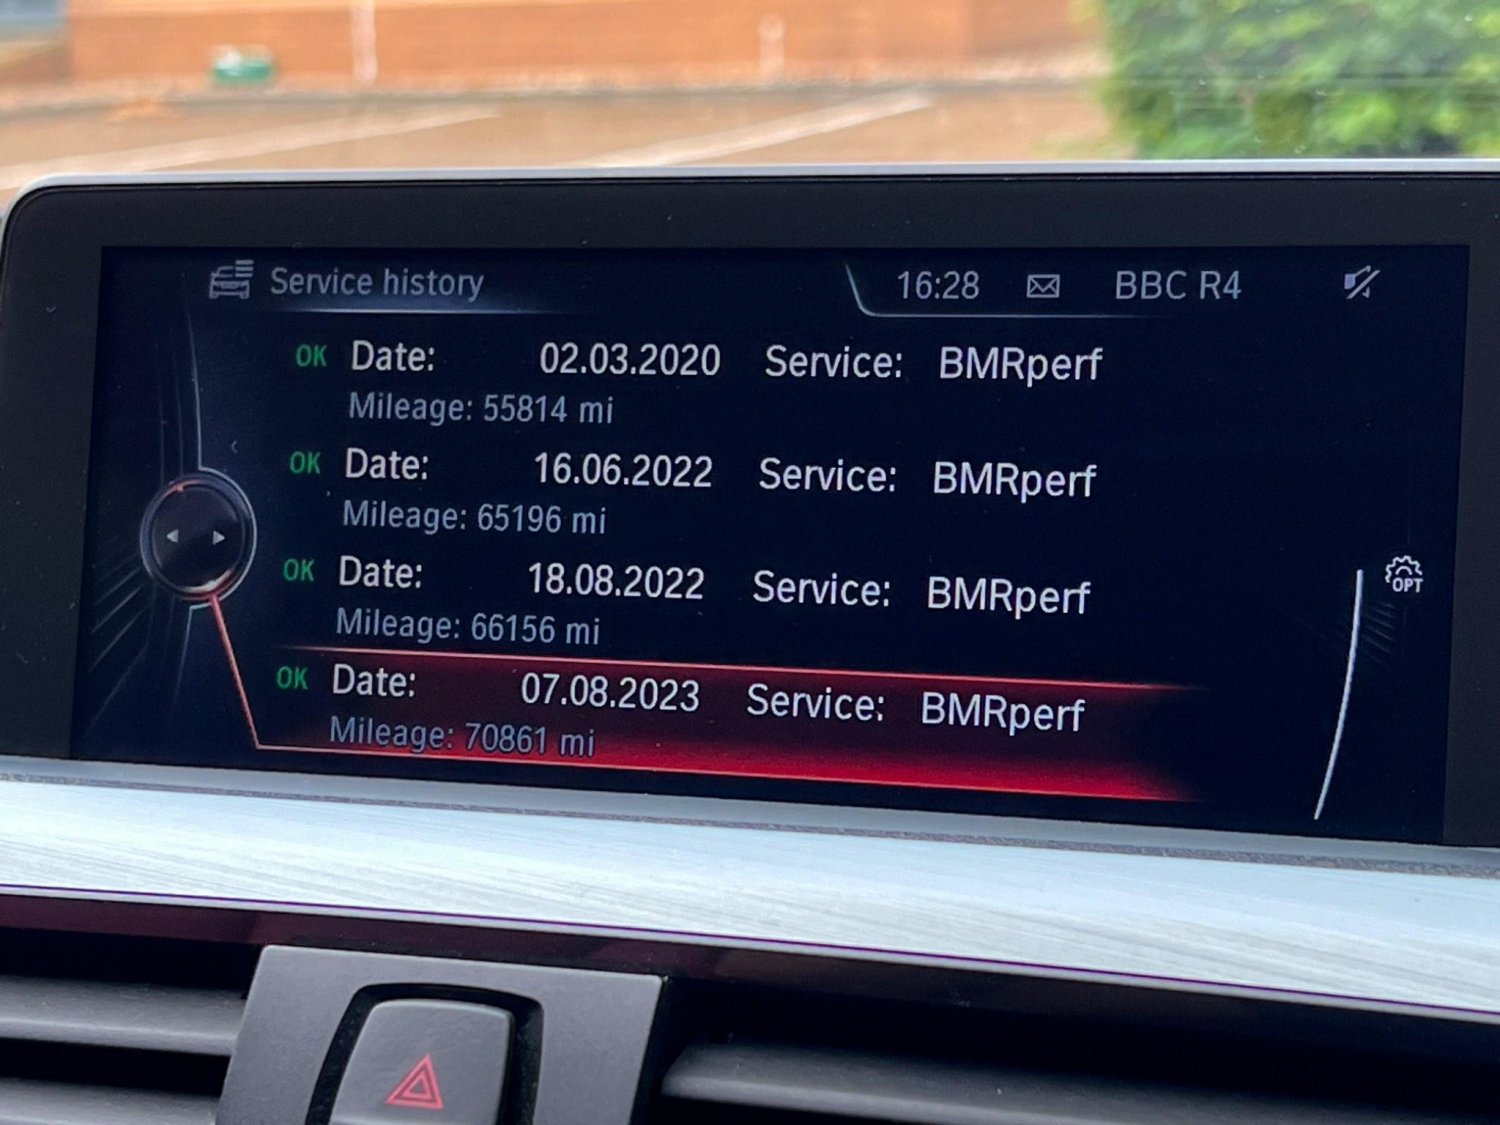 Service history 16:28 BBC R4
OK Date: 02.03.2020 Service: BMRperf
Mileage: 55814 mi
OK Date: 16.06.2022 Service: BMRperf
Mileage: 65196 mi
OK Date: 18.08.2022 Service: BMRperf
Mileage: 66156 mi
OPT
OK Date: 07.08.2023 Service: BMRperf
Mileage: 70861 mi